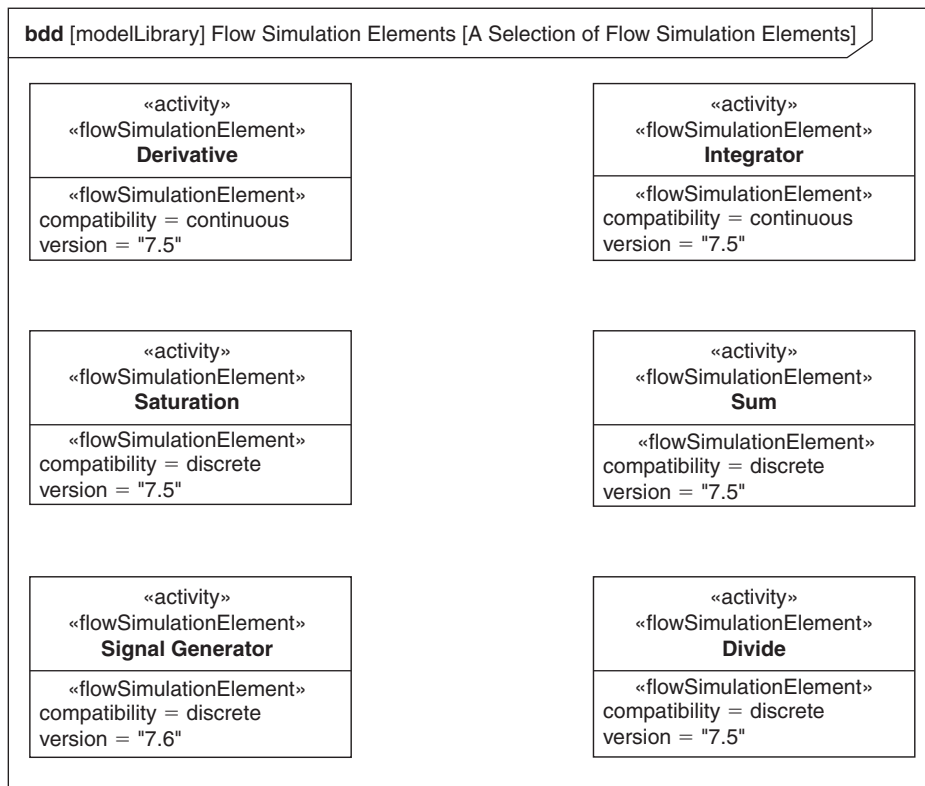 bdd [modelLibrary] Flow Simulation Elements [A Selection of Flow Simulation Elements]
«activity»
«flowSimulationElement»
Derivative
«flowSimulationElement»
compatibility = continuous
version = "7.5"
«activity»
«flowSimulationElement»
Integrator
«flowSimulationElement»
compatibility = continuous
version = "7.5"
«activity»
«flowSimulationElement»
Saturation
«flowSimulationElement»
compatibility = discrete
version = "7.5"
«activity»
«flowSimulationElement»
Sum
«flowSimulationElement»
compatibility = discrete
version = "7.5"
«activity»
«flowSimulationElement»
Signal Generator
«flowSimulationElement»
compatibility = discrete
version = "7.6"
«activity»
«flowSimulationElement»
Divide
«flowSimulationElement»
compatibility = discrete
version = "7.5"